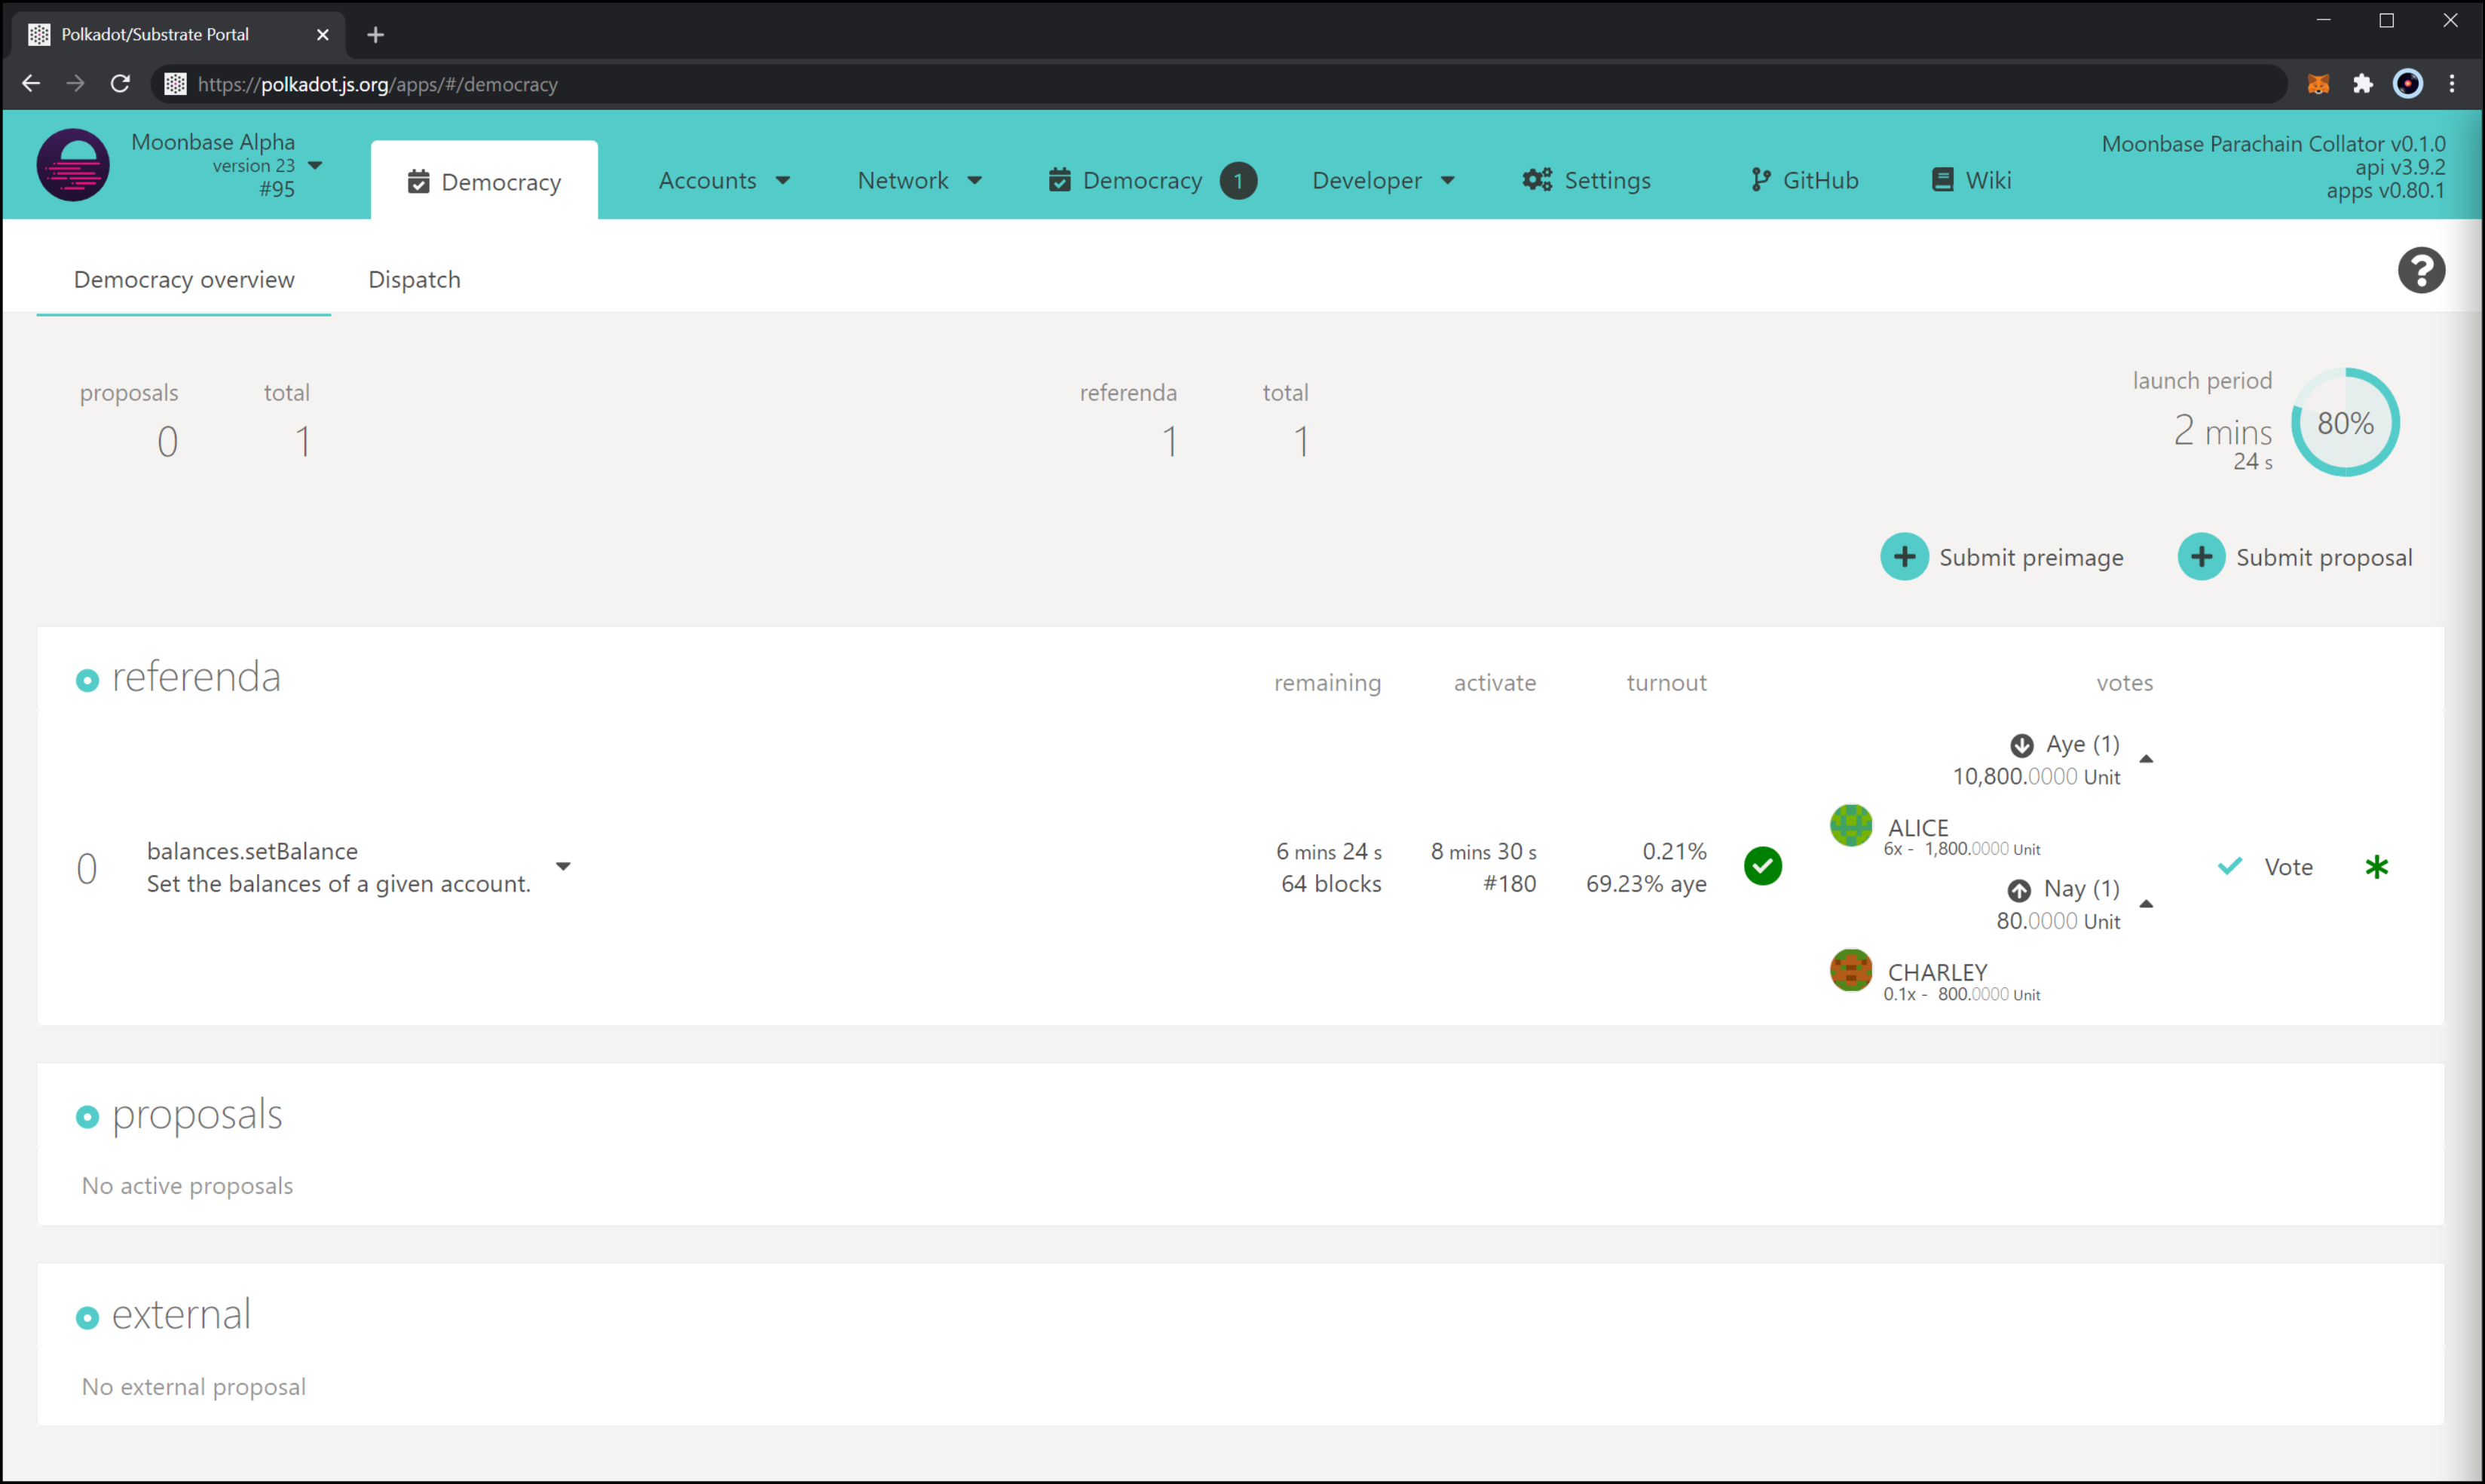 Polkadot/Substrate Portal
https://polkadot.js.org/apps/#/democracy
Moonbase Alpha
version 23
#95
Democracy
Accounts
Network
Democracy 1
Developer
Settings
GitHub
Wiki
Moonbase Parachain Collator v0.1.0
api v3.9.2
apps v0.80.1
Democracy overview
Dispatch
proposals total
0 1
referenda total
1 1
launch period
2 mins
24 s
80%
Submit preimage
Submit proposal
referenda remaining activate turnout votes
0
balances.setBalance
Set the balances of a given account.
6 mins 24 s
64 blocks
8 mins 30 s
#180
0.21%
69.23% aye
Aye (1)
10,800.0000 Unit
ALICE
6x - 1,800.0000 Unit
Nay (1)
80.0000 Unit
CHARLEY
0.1x - 800.0000 Unit
Vote
proposals
No active proposals
external
No external proposal